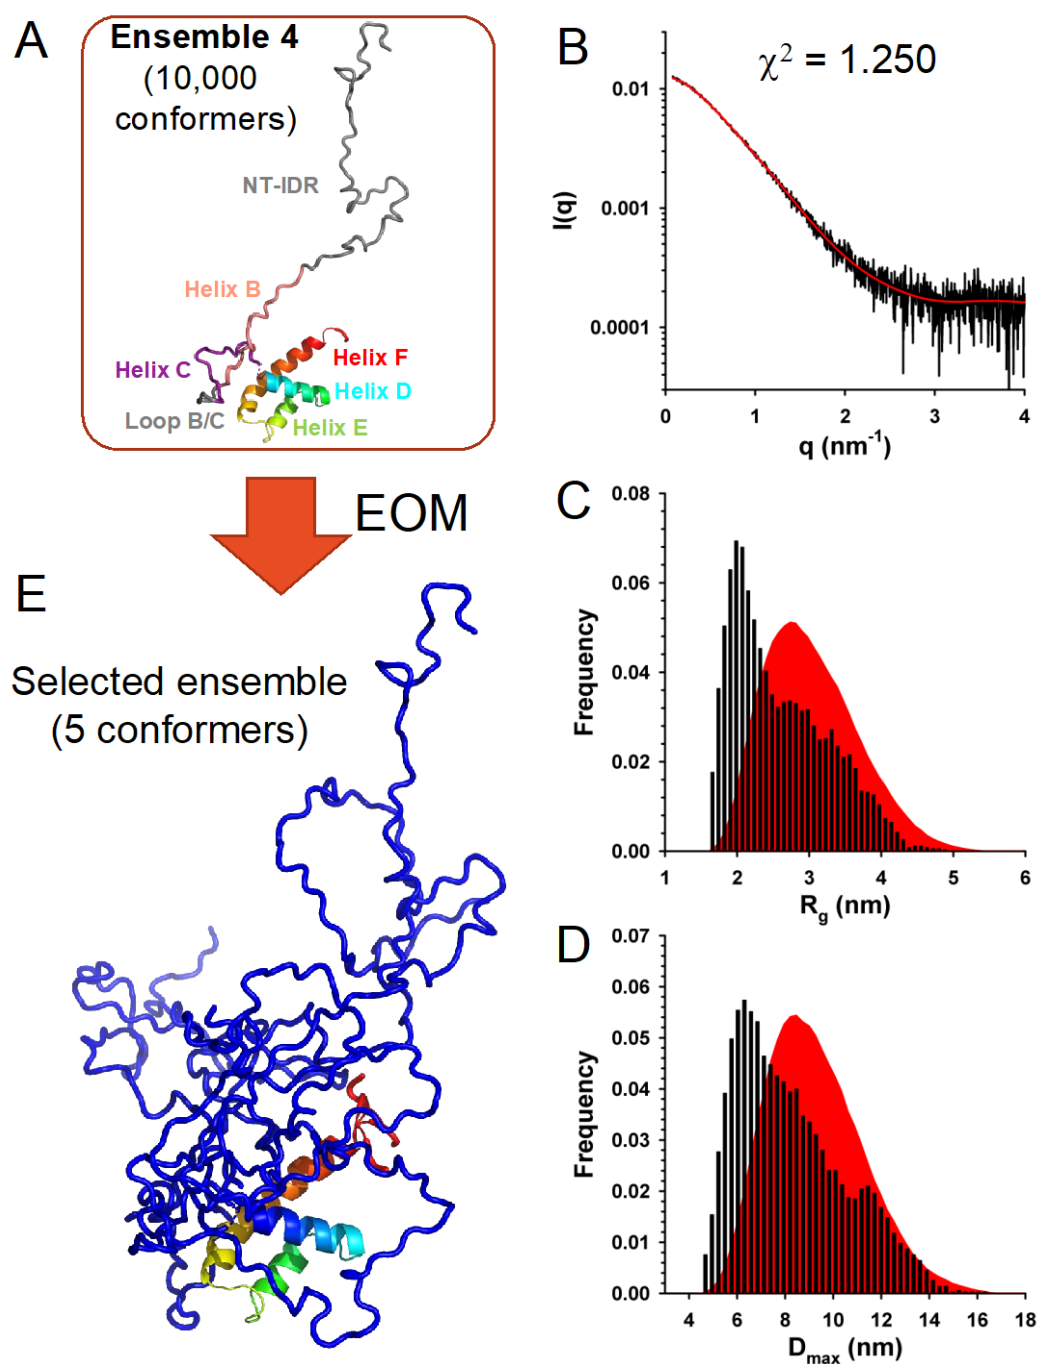 A
Ensemble 4
(10,000
conformers)
NT-IDR
Helix B
Helix C
Helix F
Helix D
Loop B/C
Helix E
EOM
E
Selected ensemble
(5 conformers)
B
χ² = 1.250
0.01
0.001
0.0001
I(q)
0 1 2 3 4
q (nm⁻¹)
C
0.08
0.06
0.04
0.02
0.00
Frequency
1 2 3 4 5 6
Rg (nm)
D
0.07
0.06
0.05
0.04
0.03
0.02
0.01
0.00
Frequency
4 6 8 10 12 14 16 18
Dmax (nm)